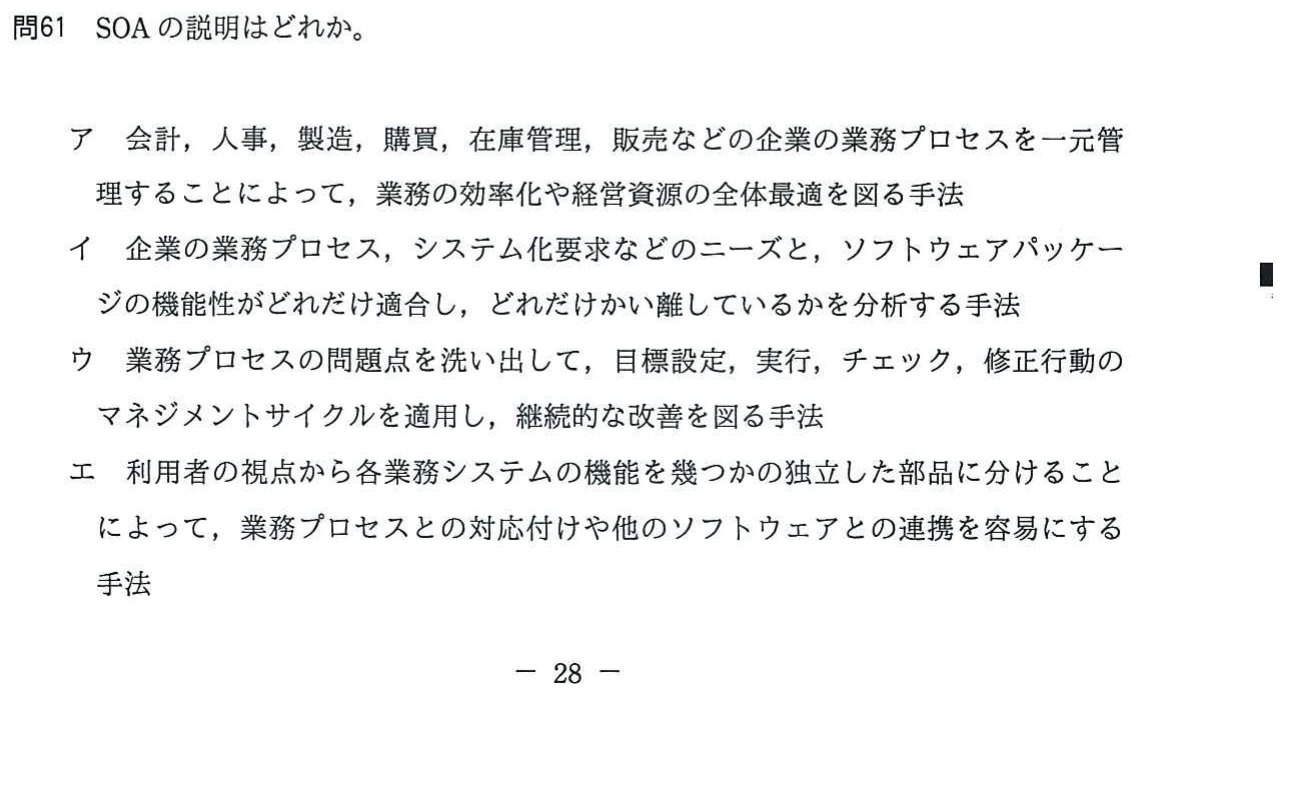 問61 SOA の説明はどれか。
ア 会計，人事，製造，購買，在庫管理，販売などの企業の業務プロセスを一元管
理することによって，業務の効率化や経営資源の全体最適を図る手法
イ 企業の業務プロセス，システム化要求などのニーズと，ソフトウェアパッケー
ジの機能性がどれだけ適合し，どれだけかい離しているかを分析する手法
ウ 業務プロセスの問題点を洗い出して，目標設定，実行，チェック，修正行動の
マネジメントサイクルを適用し，継続的な改善を図る手法
エ 利用者の視点から各業務システムの機能を幾つかの独立した部品に分けること
によって，業務プロセスとの対応付けや他のソフトウェアとの連携を容易にする
手法
－ 28 －